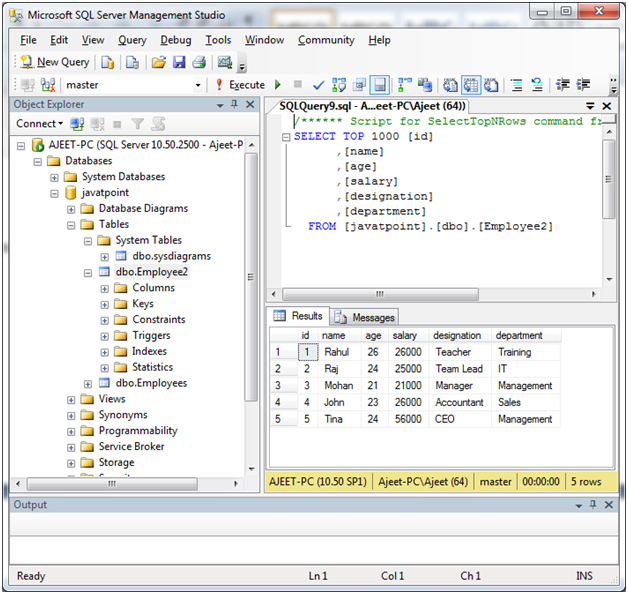 Microsoft SQL Server Management Studio
File Edit View Query Debug Tools Window Community Help
New Query
master Execute
Object Explorer
Connect
AJEET-PC (SQL Server 10.50.2500 - Ajeet-P
Databases
System Databases
javatpoint
Database Diagrams
Tables
System Tables
dbo.sysdiagrams
dbo.Employee2
Columns
Keys
Constraints
Triggers
Indexes
Statistics
dbo.Employees
Views
Synonyms
Programmability
Service Broker
Storage
SQLQuery9.sql - A...eet-PC\Ajeet (64))
/****** Script for SelectTopNRows command fr
SELECT TOP 1000 [id]
,[name]
,[age]
,[salary]
,[designation]
,[department]
FROM [javatpoint].[dbo].[Employee2]
Results Messages
id name age salary designation department
1 1 Rahul 26 26000 Teacher Training
2 2 Raj 24 25000 Team Lead IT
3 3 Mohan 21 21000 Manager Management
4 4 John 23 26000 Accountant Sales
5 5 Tina 24 56000 CEO Management
AJEET-PC (10.50 SP1) Ajeet-PC\Ajeet (64) master 00:00:00 5 rows
Output
Ready Ln 1 Col 1 Ch 1 INS